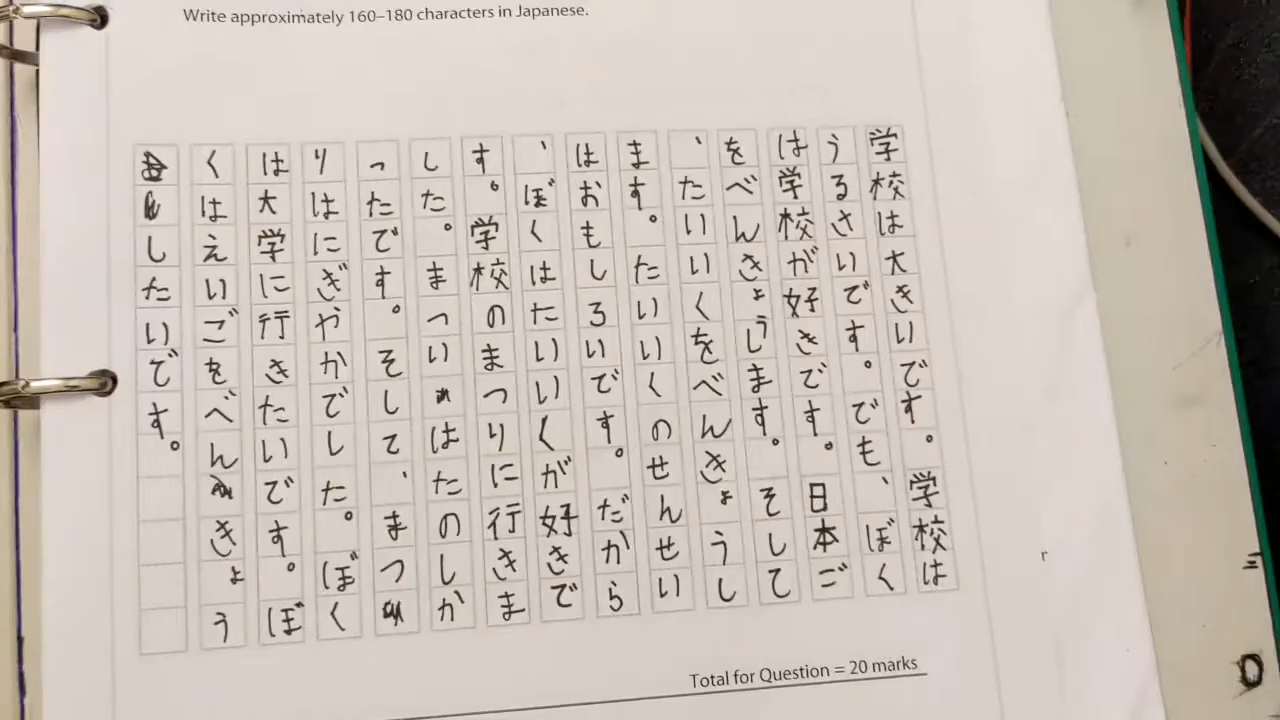 Write approximately 160–180 characters in Japanese.
学校は大きいです。学校は
うるさいです。でも、ぼく
は学校が好きです。日本ご
をべんきょうします。そして
、たいいくをべんきょうし
ます。たいいくのせんせい
はおもしろいです。だから
、ぼくはたいいくが好きで
す。学校のまつりに行きま
した。まついはたのしか
ったです。そして、まつ
りはにぎやかでした。ぼく
は大学に行きたいです。ぼ
くはえいごをべんきょう
したいです。
Total for Question = 20 marks